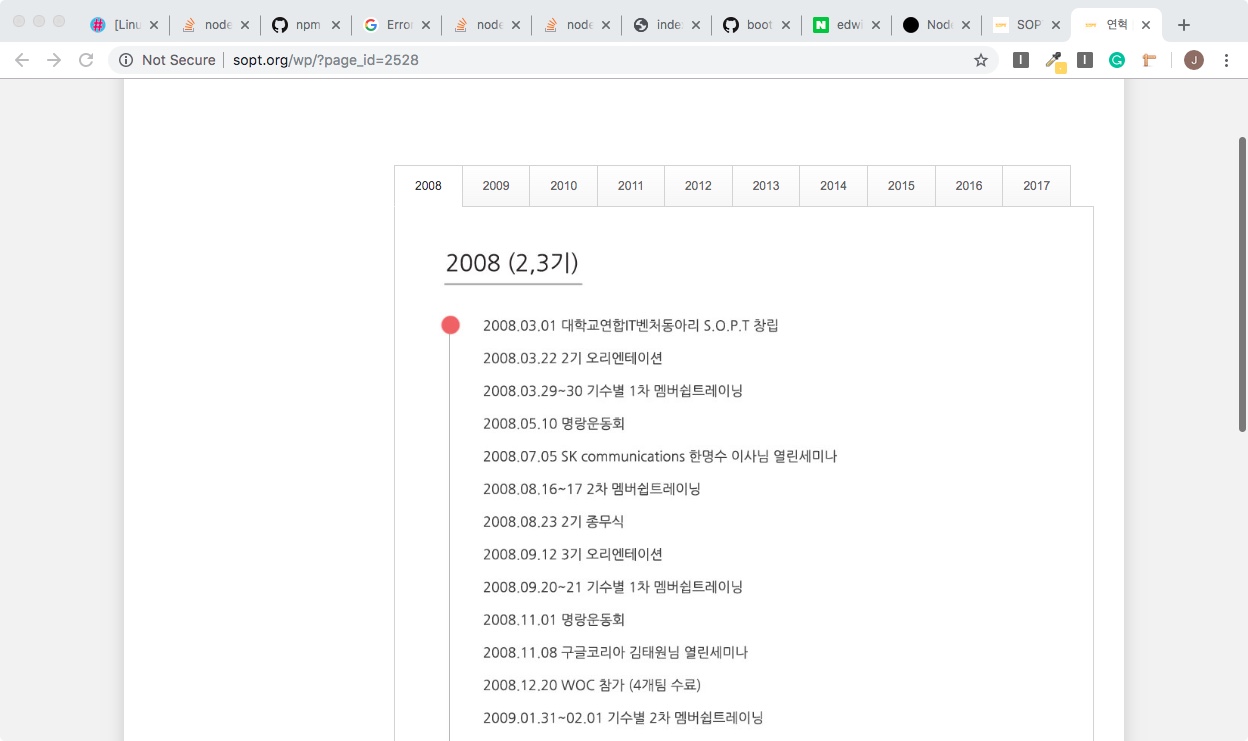 [Linu
node
npm
Erro
node
node
inde
boot
edwi
Node
SOP
연혁
Not Secure
sopt.org/wp/?page_id=2528
J
2008
2009
2010
2011
2012
2013
2014
2015
2016
2017
2008 (2,3기)
2008.03.01 대학교연합IT벤처동아리 S.O.P.T 창립
2008.03.22 2기 오리엔테이션
2008.03.29~30 기수별 1차 멤버쉽트레이닝
2008.05.10 명랑운동회
2008.07.05 SK communications 한명수 이사님 열린세미나
2008.08.16~17 2차 멤버쉽트레이닝
2008.08.23 2기 종무식
2008.09.12 3기 오리엔테이션
2008.09.20~21 기수별 1차 멤버쉽트레이닝
2008.11.01 명랑운동회
2008.11.08 구글코리아 김태원님 열린세미나
2008.12.20 WOC 참가 (4개팀 수료)
2009.01.31~02.01 기수별 2차 멤버쉽트레이닝